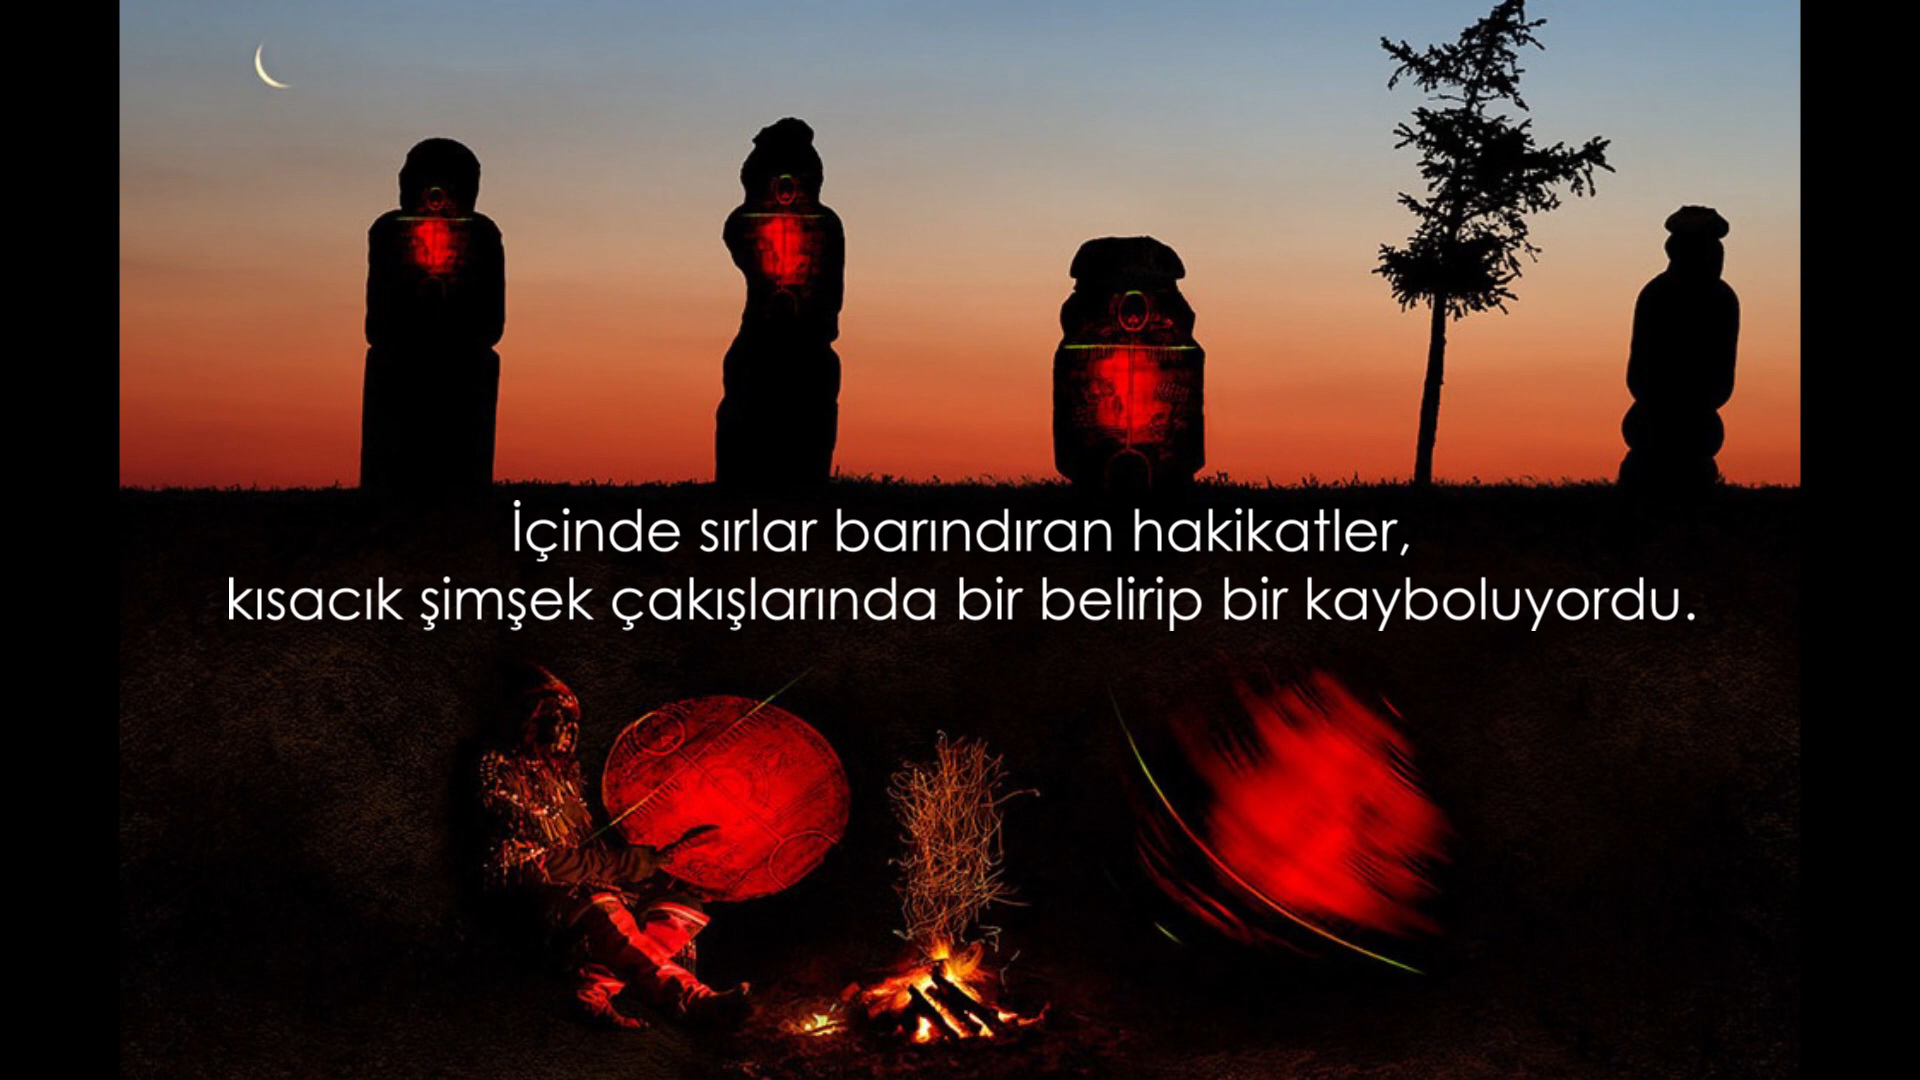 İçinde sırlar barındıran hakikatler,
kısacık şimşek çakışlarında bir belirip bir kayboluyordu.